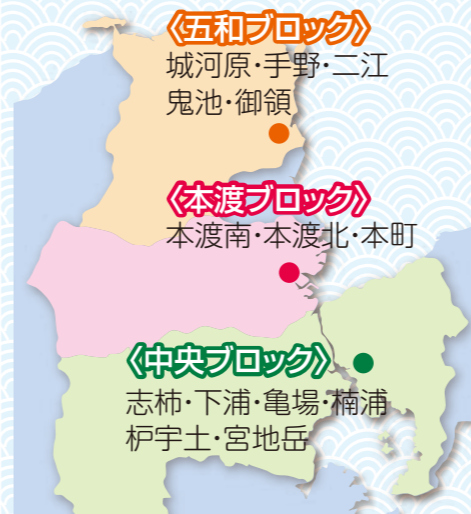 〈五和ブロック〉
城河原・手野・二江
鬼池・御領
〈本渡ブロック〉
本渡南・本渡北・本町
〈中央ブロック〉
志柿・下浦・亀場・楠浦
枦宇土・宮地岳